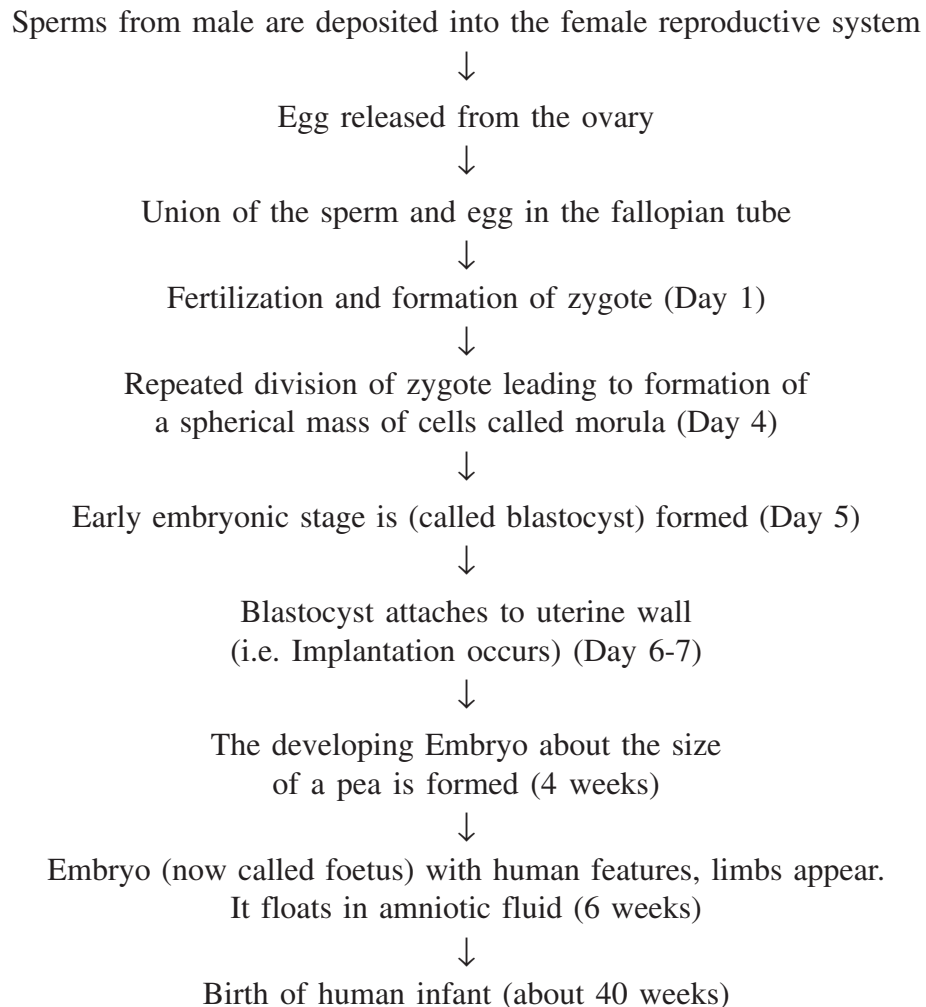 Sperms from male are deposited into the female reproductive system
↓
Egg released from the ovary
↓
Union of the sperm and egg in the fallopian tube
↓
Fertilization and formation of zygote (Day 1)
↓
Repeated division of zygote leading to formation of
a spherical mass of cells called morula (Day 4)
↓
Early embryonic stage is (called blastocyst) formed (Day 5)
↓
Blastocyst attaches to uterine wall
(i.e. Implantation occurs) (Day 6-7)
↓
The developing Embryo about the size
of a pea is formed (4 weeks)
↓
Embryo (now called foetus) with human features, limbs appear.
It floats in amniotic fluid (6 weeks)
↓
Birth of human infant (about 40 weeks)